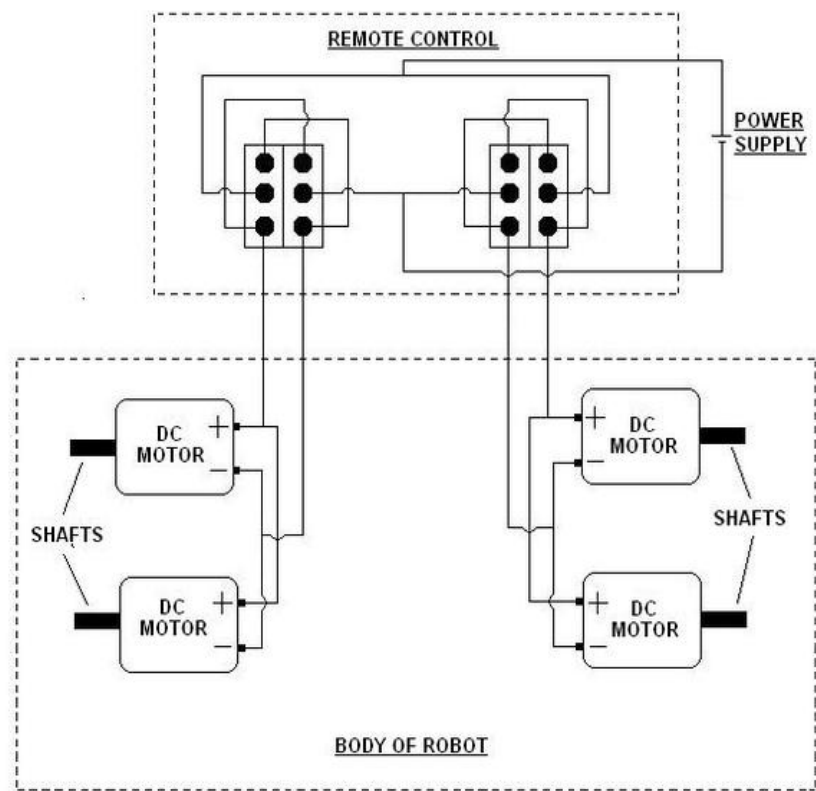 REMOTE CONTROL
POWER
SUPPLY
DC
MOTOR
+
−
DC
MOTOR
+
−
SHAFTS
SHAFTS
DC
MOTOR
+
−
DC
MOTOR
+
−
BODY OF ROBOT